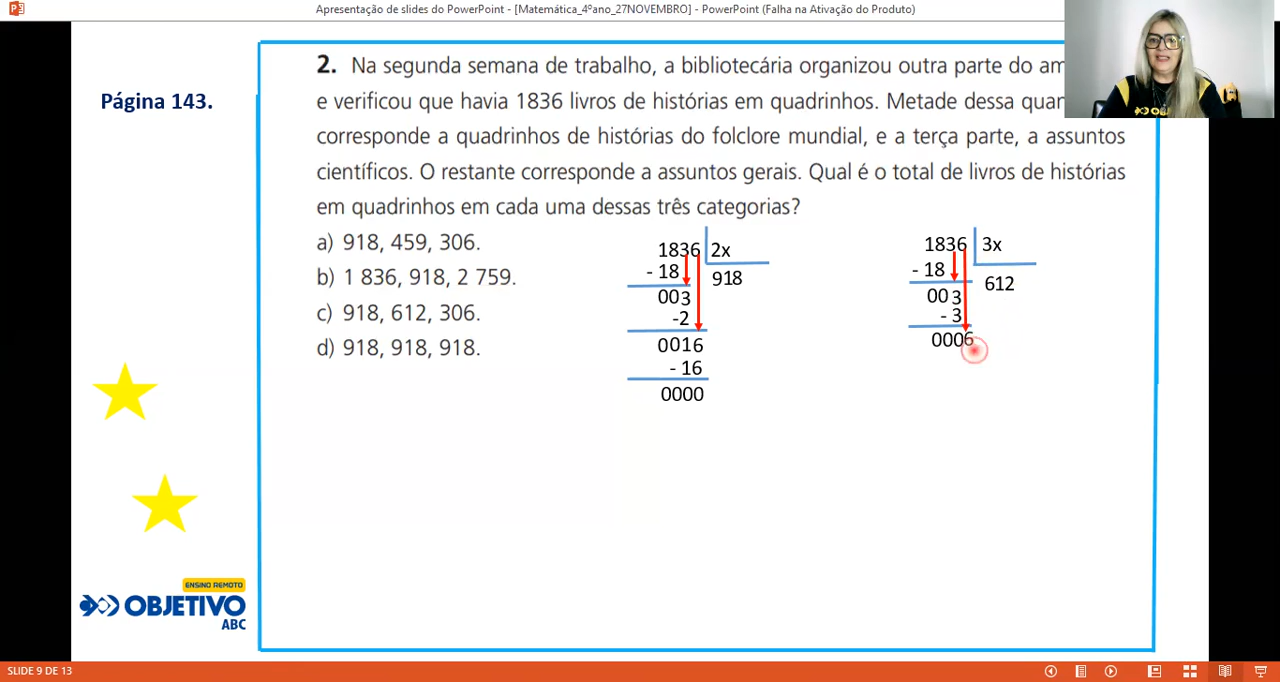 Apresentação de slides do PowerPoint - [Matemática_4ºano_27NOVEMBRO] - PowerPoint (Falha na Ativação do Produto)
Página 143.
2. Na segunda semana de trabalho, a bibliotecária organizou outra parte do
e verificou que havia 1836 livros de histórias em quadrinhos. Metade dessa
corresponde a quadrinhos de histórias do folclore mundial, e a terça parte, a assuntos
científicos. O restante corresponde a assuntos gerais. Qual é o total de livros de histórias
em quadrinhos em cada uma dessas três categorias?
a) 918, 459, 306.
b) 1 836, 918, 2 759.
c) 918, 612, 306.
d) 918, 918, 918.
1836 2x
- 18 918
003
-2
0016
- 16
0000
1836 3x
- 18 612
003
- 3
0006
ENSINO REMOTO
OBJETIVO
ABC
SLIDE 9 DE 13